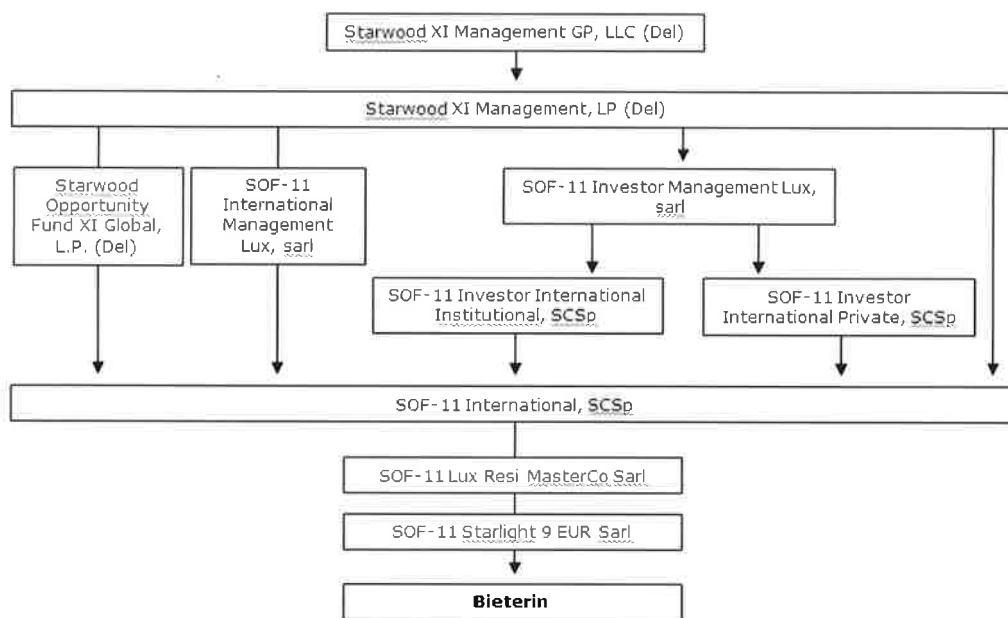 Starwood XI Management GP, LLC (Del)
Starwood XI Management, LP (Del)
Starwood
Opportunity
Fund XI Global,
L.P. (Del)
SOF-11
International
Management
Lux, sarl
SOF-11 Investor Management Lux,
sarl
SOF-11 Investor International
Institutional, SCSp
SOF-11 Investor
International Private, SCSp
SOF-11 International, SCSp
SOF-11 Lux Resi MasterCo Sarl
SOF-11 Starlight 9 EUR Sarl
Bieterin